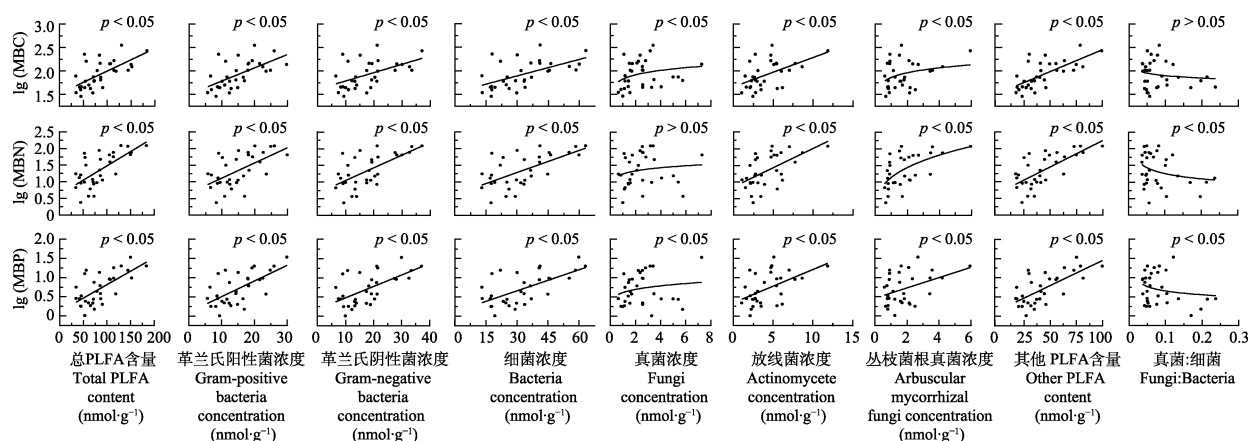 p < 0.05 p < 0.05 p < 0.05 p < 0.05 p < 0.05 p < 0.05 p < 0.05 p < 0.05 p > 0.05
lg (MBC)
3.0
2.5
2.0
1.5
p < 0.05 p < 0.05 p < 0.05 p < 0.05 p > 0.05 p < 0.05 p < 0.05 p < 0.05 p < 0.05
lg (MBN)
2.5
2.0
1.5
1.0
0.5
0
p < 0.05 p < 0.05 p < 0.05 p < 0.05 p < 0.05 p < 0.05 p < 0.05 p < 0.05 p < 0.05
lg (MBP)
2.0
1.5
1.0
0.5
0
0 50 100 150 200
总PLFA含量
Total PLFA
content
(nmol·g⁻¹)
0 10 20 30
革兰氏阳性菌浓度
Gram-positive
bacteria
concentration
(nmol·g⁻¹)
0 10 20 30 40
革兰氏阴性菌浓度
Gram-negative
bacteria
concentration
(nmol·g⁻¹)
0 15 30 45 60
细菌浓度
Bacteria
concentration
(nmol·g⁻¹)
0 2 4 6 8
真菌浓度
Fungi
concentration
(nmol·g⁻¹)
0 5 10 15
放线菌浓度
Actinomycete
concentration
(nmol·g⁻¹)
0 2 4 6
丛枝菌根真菌浓度
Arbuscular
mycorrhizal
fungi concentration
(nmol·g⁻¹)
0 25 50 75 100
其他 PLFA含量
Other PLFA
content
(nmol·g⁻¹)
0 0.1 0.2 0.3
真菌:细菌
Fungi:Bacteria